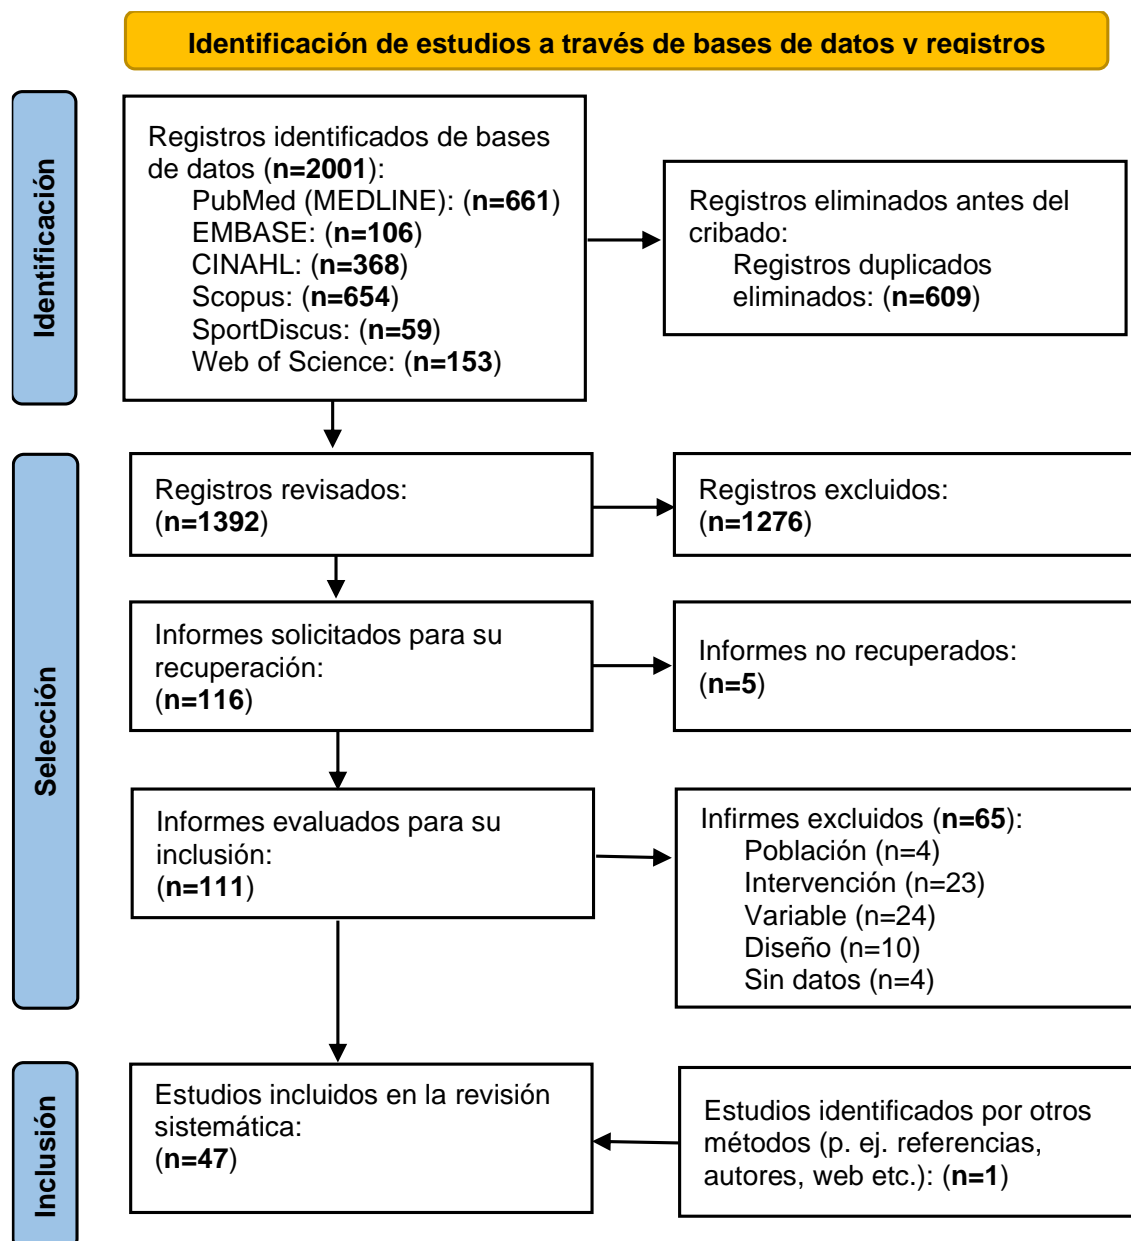 Identificación de estudios a través de bases de datos y registros
Identificación
Registros identificados de bases
de datos (n=2001):
PubMed (MEDLINE): (n=661)
EMBASE: (n=106)
CINAHL: (n=368)
Scopus: (n=654)
SportDiscus: (n=59)
Web of Science: (n=153)
Registros eliminados antes del
cribado:
Registros duplicados
eliminados: (n=609)
Selección
Registros revisados:
(n=1392)
Registros excluidos:
(n=1276)
Informes solicitados para su
recuperación:
(n=116)
Informes no recuperados:
(n=5)
Informes evaluados para su
inclusión:
(n=111)
Infirmes excluidos (n=65):
Población (n=4)
Intervención (n=23)
Variable (n=24)
Diseño (n=10)
Sin datos (n=4)
Inclusión
Estudios incluidos en la revisión
sistemática:
(n=47)
Estudios identificados por otros
métodos (p. ej. referencias,
autores, web etc.): (n=1)